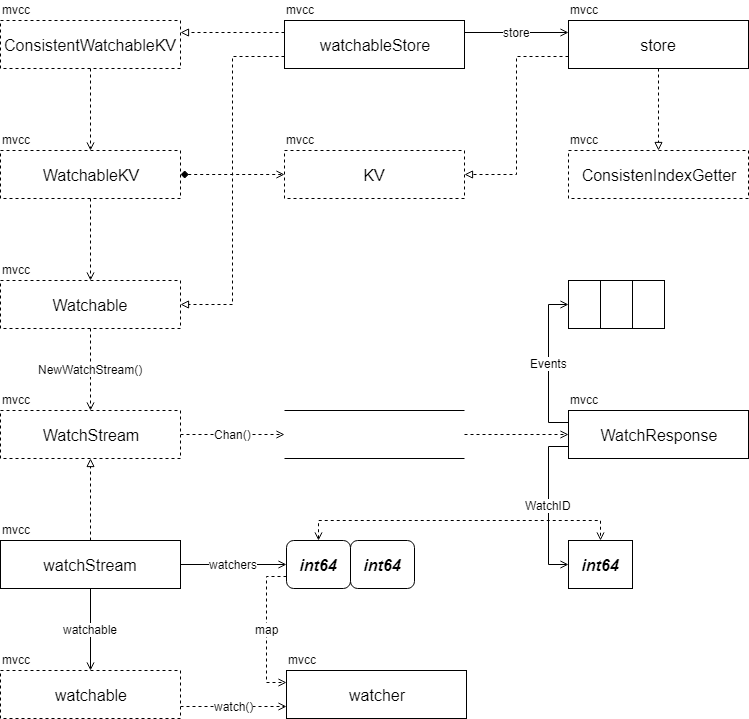 mvcc
mvcc
mvcc
ConsistentWatchableKV
watchableStore
store
store
mvcc
mvcc
mvcc
WatchableKV
KV
ConsistenIndexGetter
mvcc
Watchable
NewWatchStream()
Events
mvcc
mvcc
WatchStream
Chan()
WatchResponse
WatchID
mvcc
watchStream
watchers
int64
int64
int64
watchable
map
mvcc
mvcc
watchable
watch()
watcher